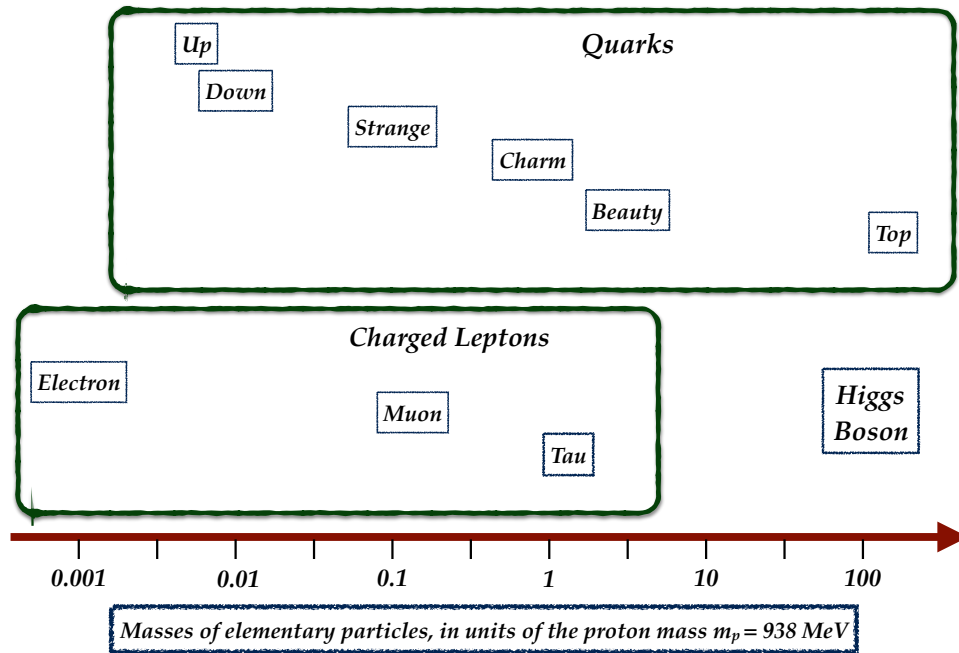 Up
Quarks
Down
Strange
Charm
Beauty
Top
Charged Leptons
Electron
Muon
Tau
Higgs
Boson
0.001 0.01 0.1 1 10 100
Masses of elementary particles, in units of the proton mass mₚ = 938 MeV